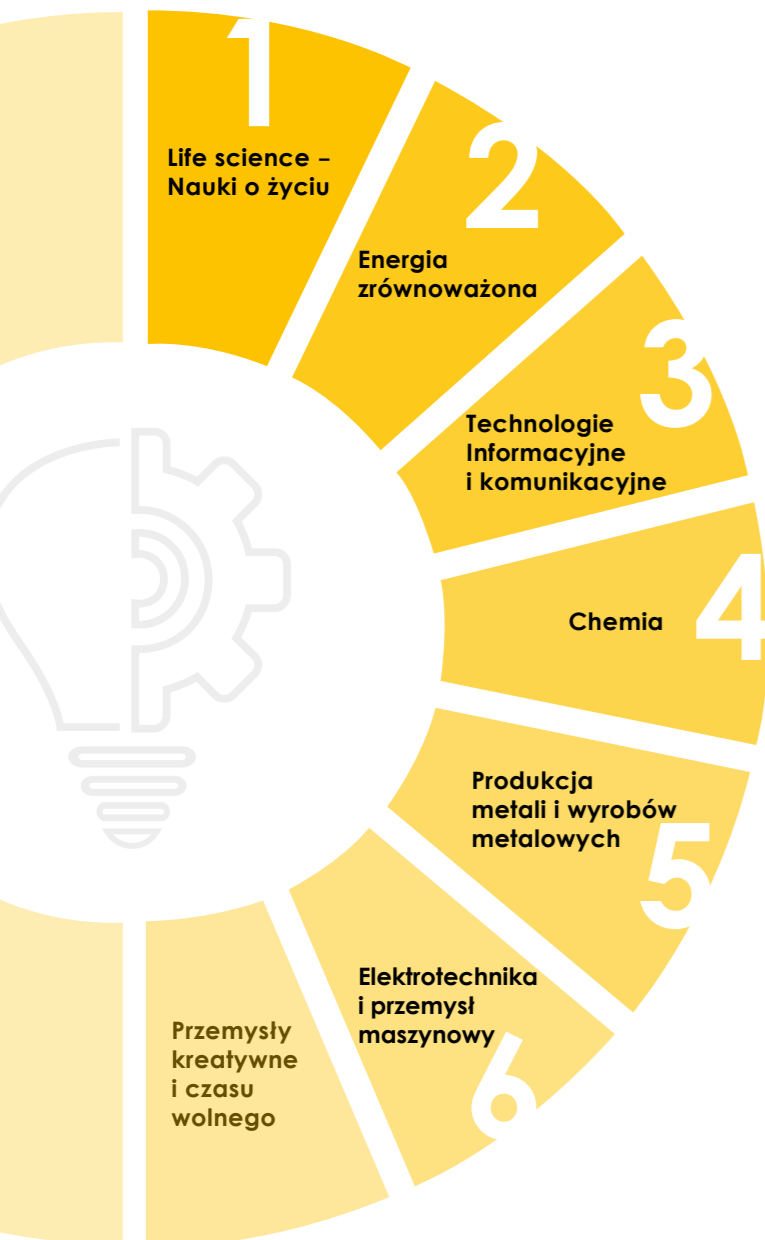 1
Life science –
Nauki o życiu
2
Energia
zrównoważona
3
Technologie
Informacyjne
i komunikacyjne
4
Chemia
5
Produkcja
metali i wyrobów
metalowych
6
Elektrotechnika
i przemysł
maszynowy
Przemysły
kreatywne
i czasu
wolnego